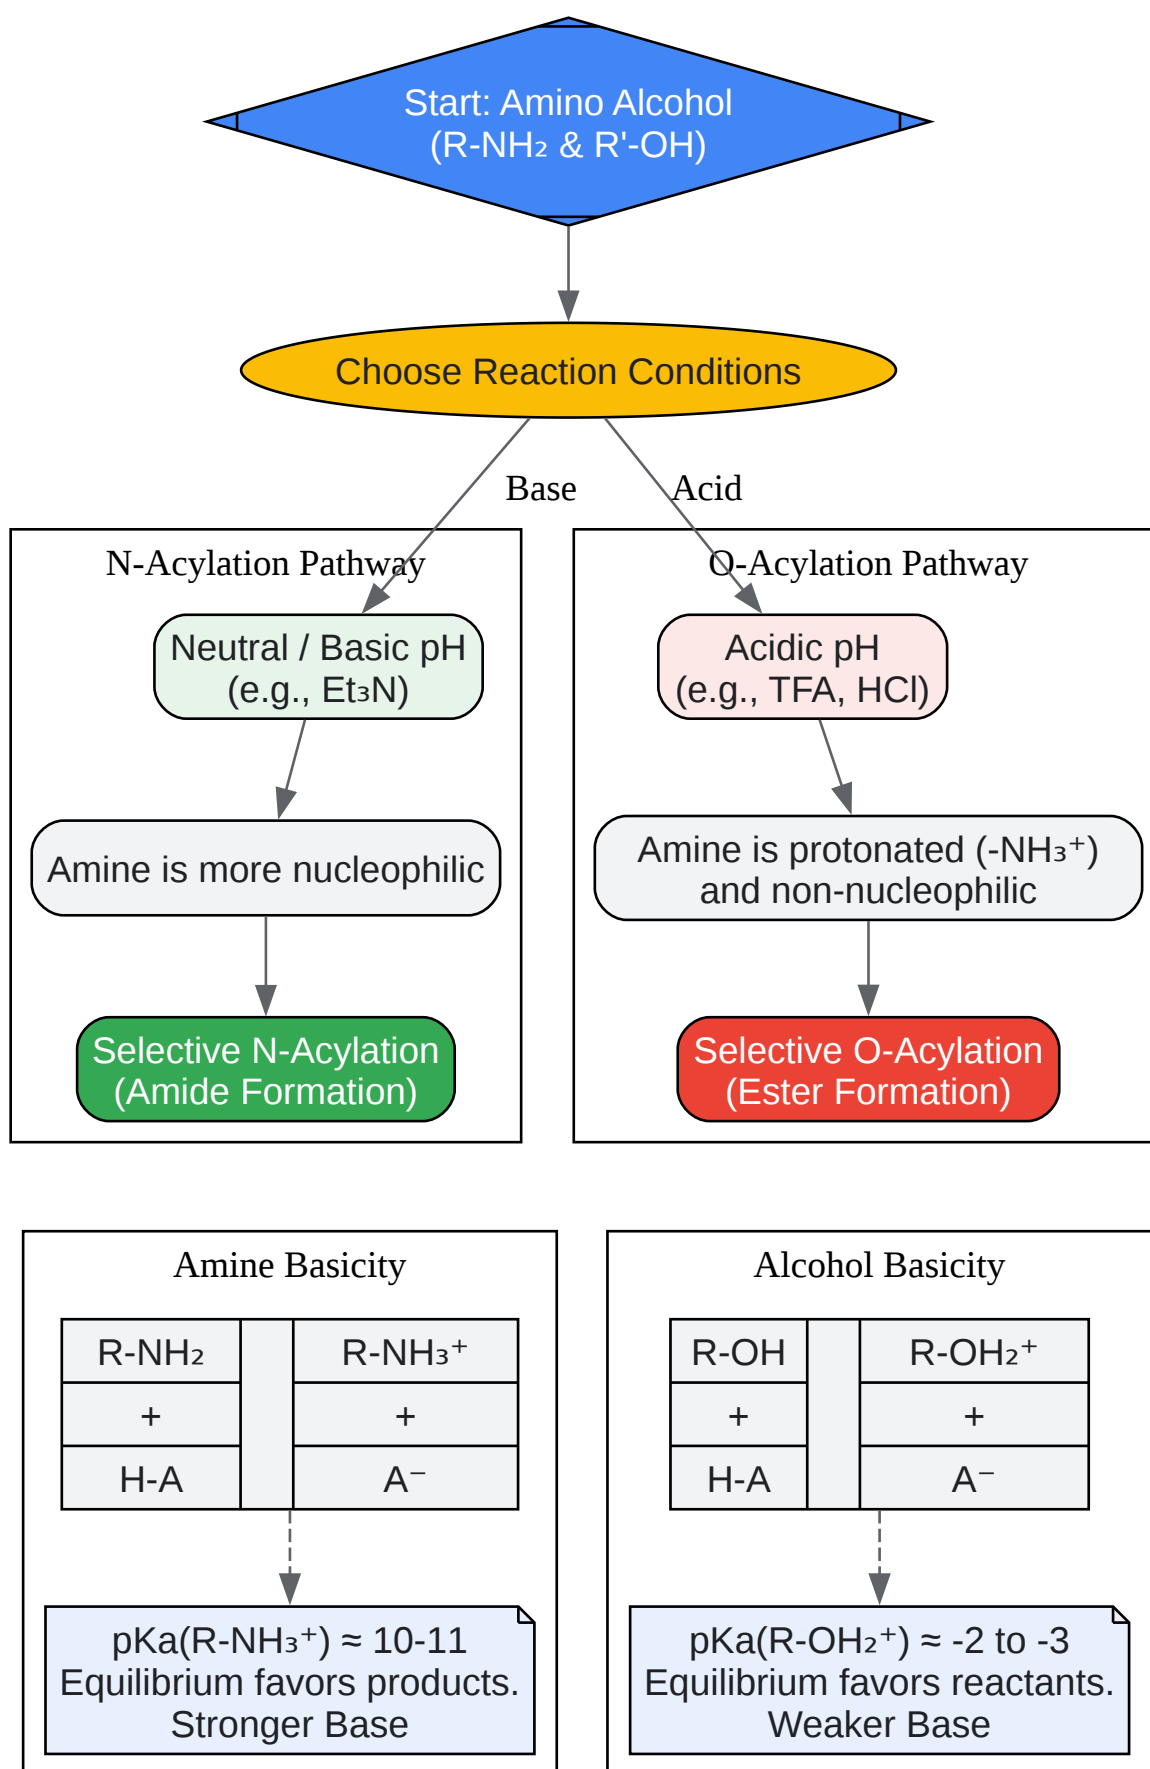 Start: Amino Alcohol
(R-NH₂ & R'-OH)
Choose Reaction Conditions
Base
Acid
N-Acylation Pathway
Neutral / Basic pH
(e.g., Et₃N)
Amine is more nucleophilic
Selective N-Acylation
(Amide Formation)
O-Acylation Pathway
Acidic pH
(e.g., TFA, HCl)
Amine is protonated (-NH₃⁺)
and non-nucleophilic
Selective O-Acylation
(Ester Formation)
Amine Basicity
R-NH₂
+
H-A
R-NH₃⁺
+
A⁻
pKa(R-NH₃⁺) ≈ 10-11
Equilibrium favors products.
Stronger Base
Alcohol Basicity
R-OH
+
H-A
R-OH₂⁺
+
A⁻
pKa(R-OH₂⁺) ≈ -2 to -3
Equilibrium favors reactants.
Weaker Base